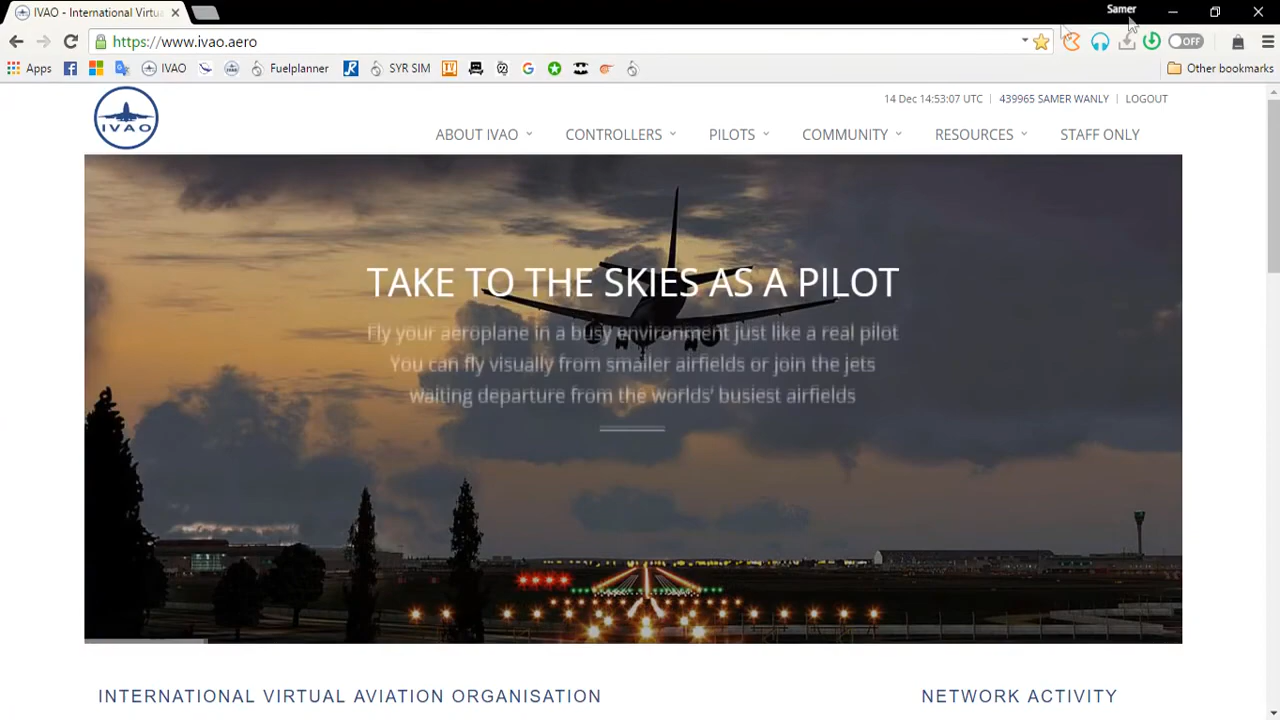 Samer
IVAO - International Virtu
https://www.ivao.aero
OFF
Apps IVAO Fuelplanner SYR SIM Other bookmarks
14 Dec 14:53:07 UTC | 439965 SAMER WANLY | LOGOUT
IVAO
ABOUT IVAO CONTROLLERS PILOTS COMMUNITY RESOURCES STAFF ONLY
TAKE TO THE SKIES AS A PILOT
Fly your aeroplane in a busy environment just like a real pilot
You can fly visually from smaller airfields or join the jets
waiting departure from the worlds' busiest airfields
INTERNATIONAL VIRTUAL AVIATION ORGANISATION
NETWORK ACTIVITY